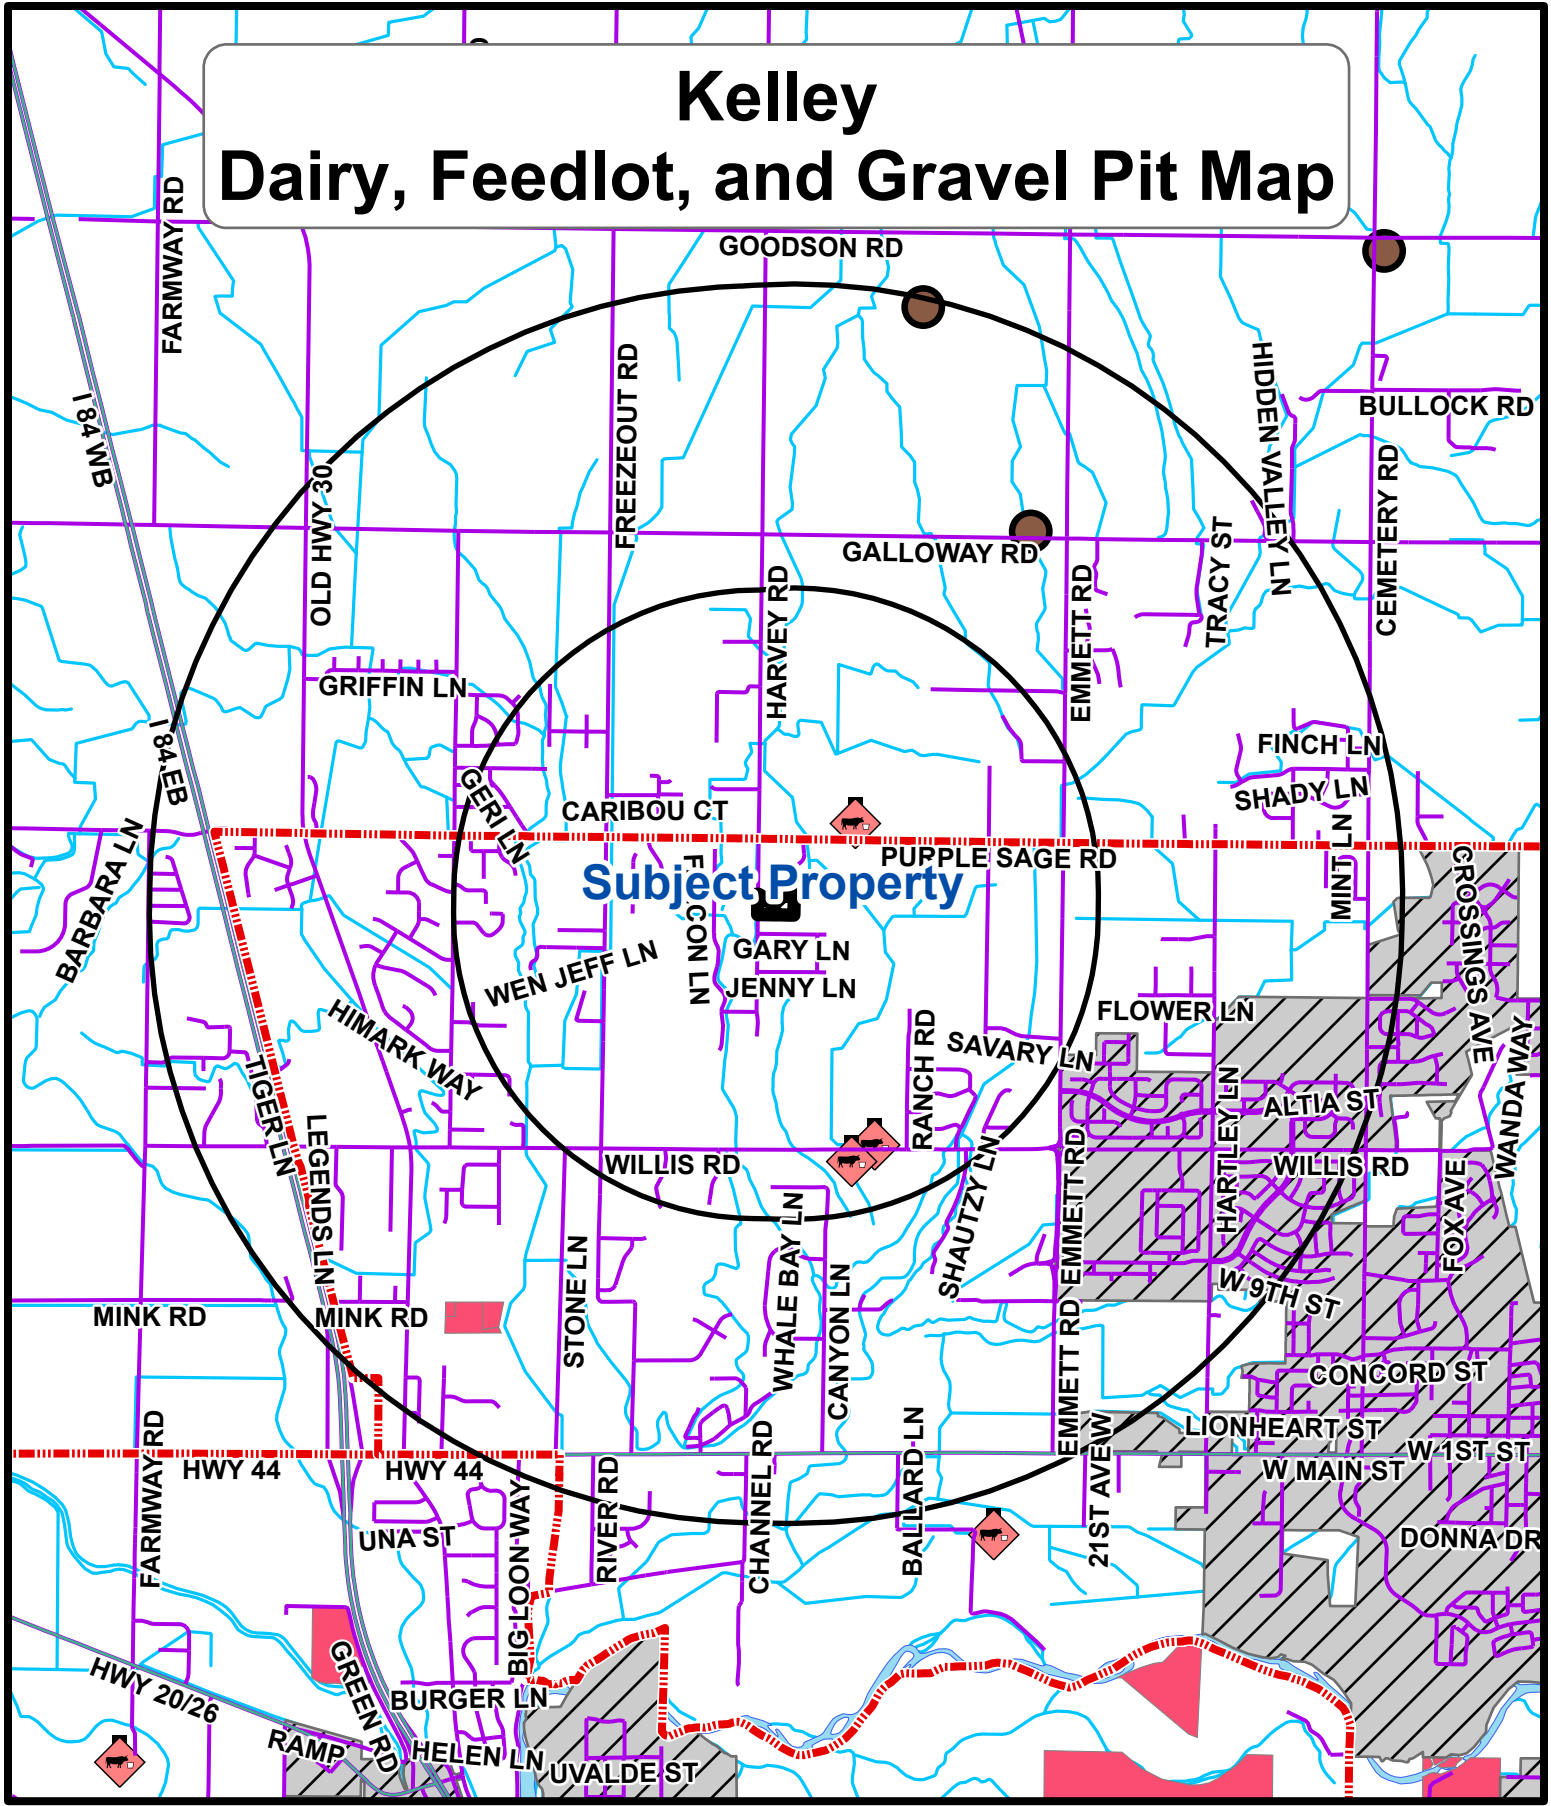 Kelley
Dairy, Feedlot, and Gravel Pit Map
GOODSON RD
FARMWAY RD
I 84 WB
OLD HWY 30
FREEZEOUT RD
HIDDEN VALLEY LN
BULLOCK RD
CEMETERY RD
GALLOWAY RD
TRACY ST
HARVEY RD
EMMETT RD
GRIFFIN LN
I 84 EB
FINCH LN
SHADY LN
GERI LN
CARIBOU CT
MINT LN
BARBARA LN
PURPLE SAGE RD
Subject Property
CROSSINGS AVE
GARY LN
WEN JEFF LN
JENNY LN
HIMARK WAY
FLOWER LN
RANCH RD
SAVARY LN
WANDA WAY
TIGER LN
LEGENDS LN
HARTLEY LN
ALTIA ST
WILLIS RD
WILLIS RD
SHAUTZY LN
EMMETT RD
FOX AVE
STONE LN
WHALE BAY LN
CANYON LN
W 9TH ST
MINK RD
MINK RD
EMMETT RD
CONCORD ST
FARMWAY RD
HWY 44
HWY 44
CHANNEL RD
BALLARD LN
21ST AVE W
LIONHEART ST
W 1ST ST
W MAIN ST
RIVER RD
UNA ST
BIG LOON WAY
DONNA DR
HWY 20/26
GREEN RD
BURGER LN
RAMP
HELEN LN
UVALDE ST